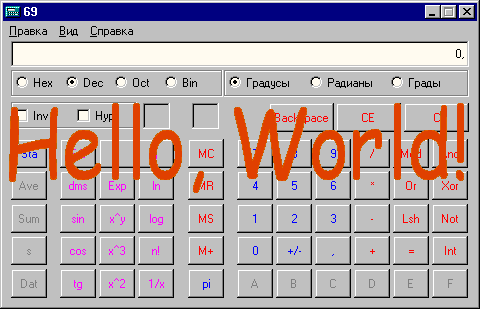 69
Правка Вид Справка
0,
Hex Dec Oct Bin Градусы Радианы Грады
Inv Hyp Backspace CE C
Hello, World!
Sta MC 9 / Mod And
Ave dms Exp ln MR 4 5 6 * Or Xor
Sum sin x^y log MS 1 2 3 - Lsh Not
s cos x^3 n! M+ 0 +/- , + = Int
Dat tg x^2 1/x pi A B C D E F